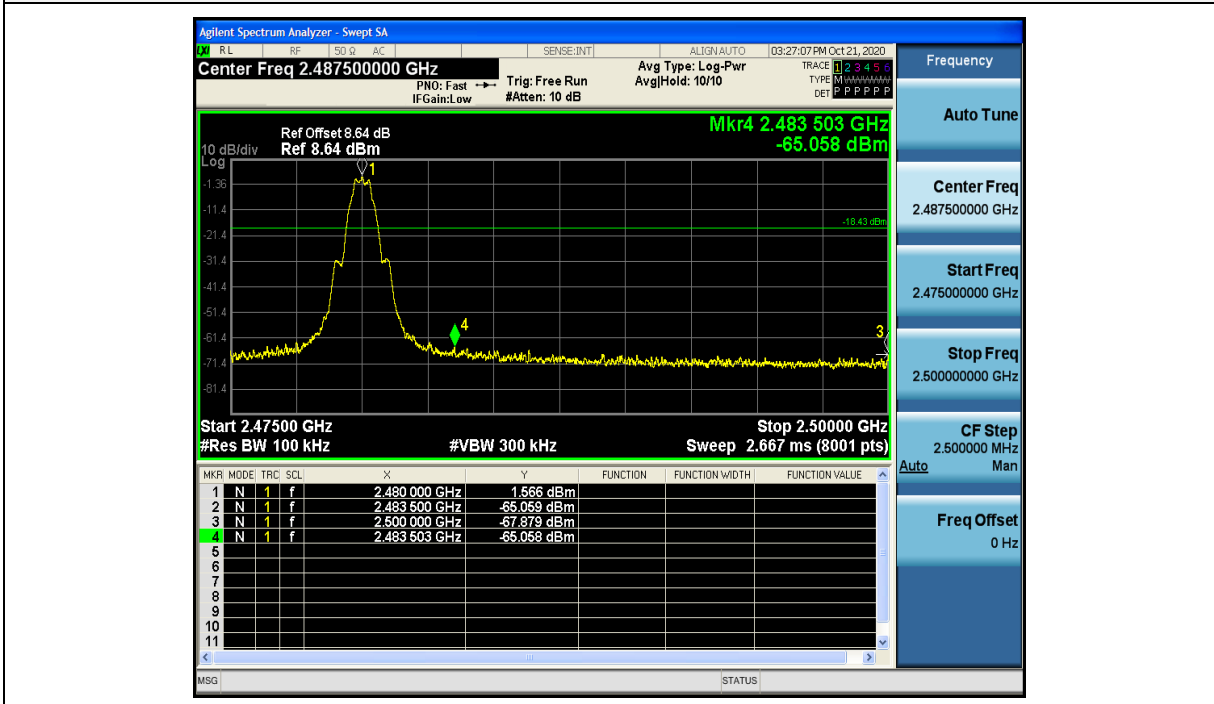 Agilent Spectrum Analyzer - Swept SA
LXI RL RF 50 Ω AC SENSE:INT ALIGN AUTO 03:27:07 PM Oct 21, 2020
Center Freq 2.487500000 GHz
PNO: Fast
IFGain:Low
Trig: Free Run
#Atten: 10 dB
Avg Type: Log-Pwr
Avg|Hold: 10/10
TRACE 1 2 3 4 5 6
TYPE M
DET P P P P P P
Mkr4 2.483 503 GHz
-65.058 dBm
Ref Offset 8.64 dB
10 dB/div Ref 8.64 dBm
Log
1
-1.36
-11.4
-18.43 dBm
-21.4
-31.4
-41.4
-51.4
4
3
-61.4
-71.4
-81.4
Start 2.47500 GHz Stop 2.50000 GHz
#Res BW 100 kHz #VBW 300 kHz Sweep 2.667 ms (8001 pts)
MKR MODE TRC SCL X Y FUNCTION FUNCTION WIDTH FUNCTION VALUE
1 N 1 f 2.480 000 GHz 1.566 dBm
2 N 1 f 2.483 500 GHz -65.059 dBm
3 N 1 f 2.500 000 GHz -67.879 dBm
4 N 1 f 2.483 503 GHz -65.058 dBm
5
6
7
8
9
10
11
MSG STATUS
Frequency
Auto Tune
Center Freq
2.487500000 GHz
Start Freq
2.475000000 GHz
Stop Freq
2.500000000 GHz
CF Step
2.500000 MHz
Auto Man
Freq Offset
0 Hz